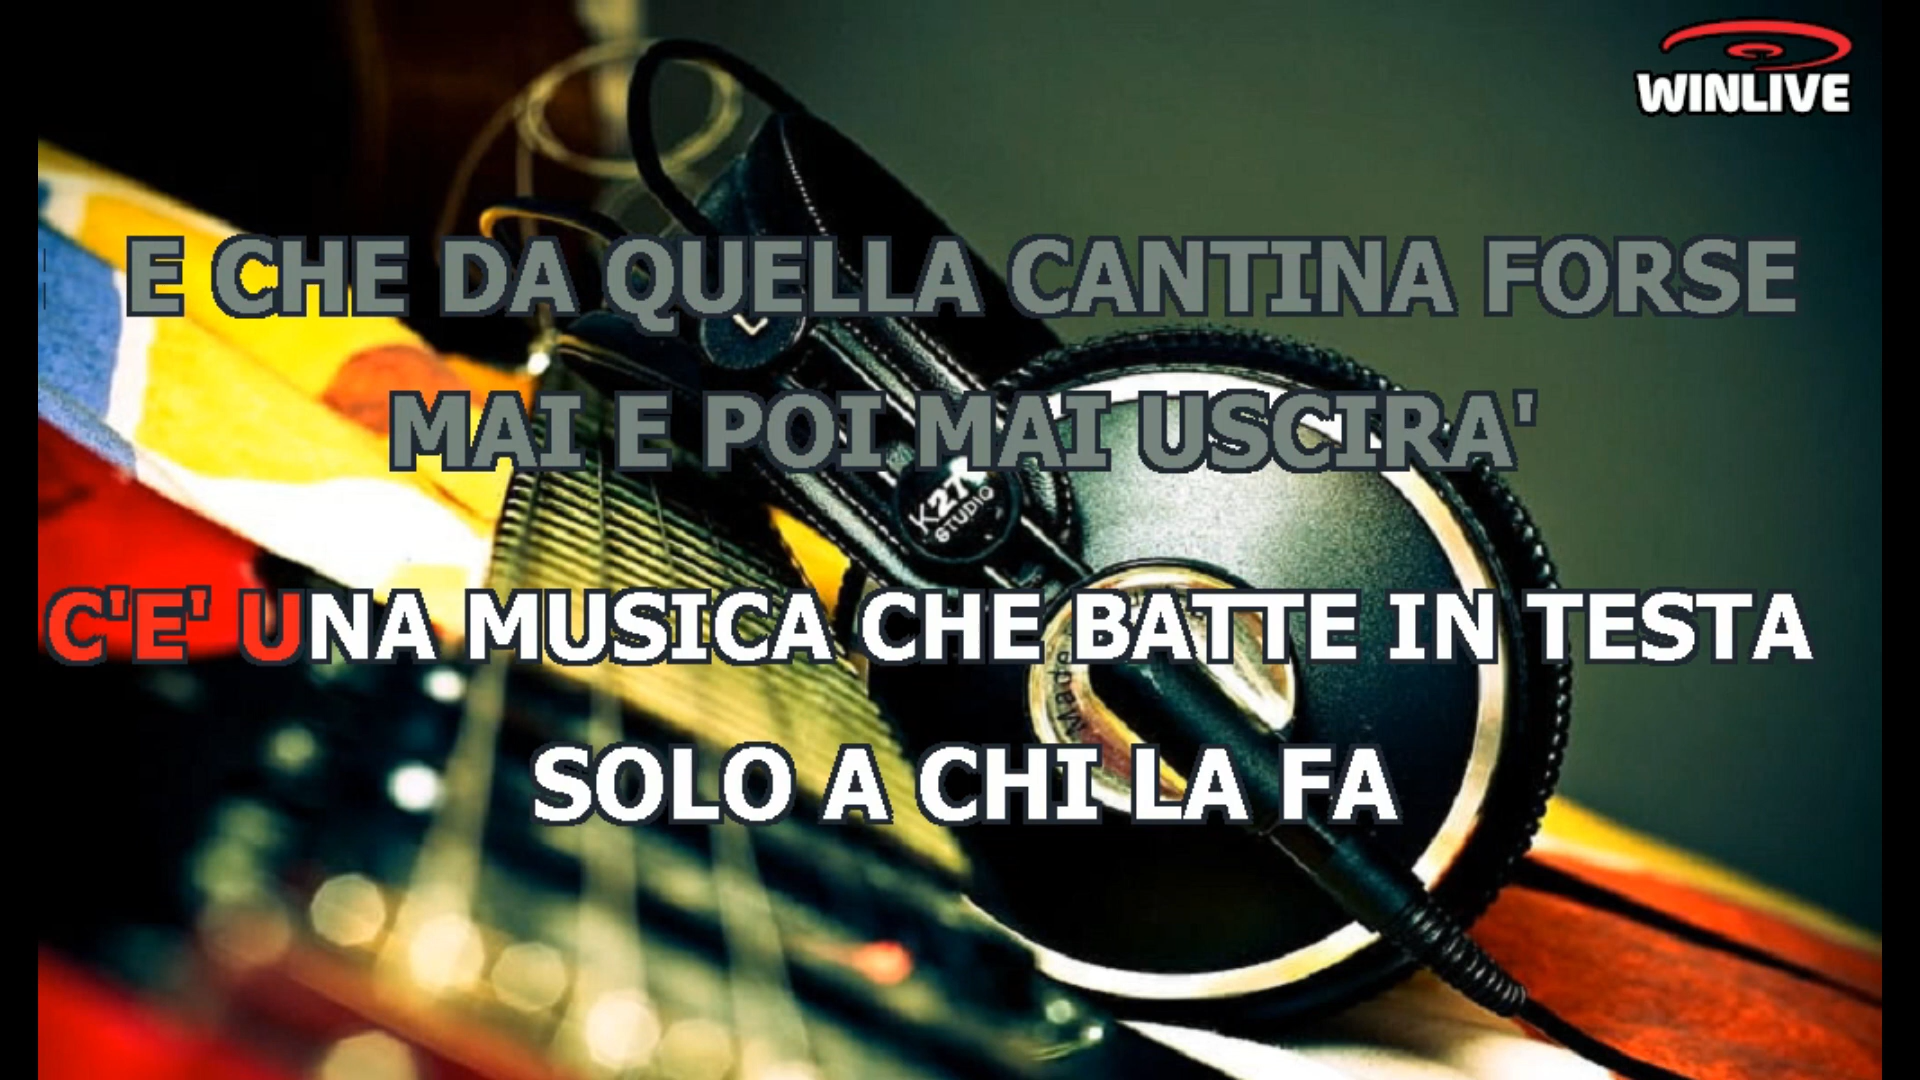 WINLIVE
E CHE DA QUELLA CANTINA FORSE
MAI E POI MAI USCIRA'
STUDIO
C'E' UNA MUSICA CHE BATTE IN TESTA
SOLO A CHI LA FA